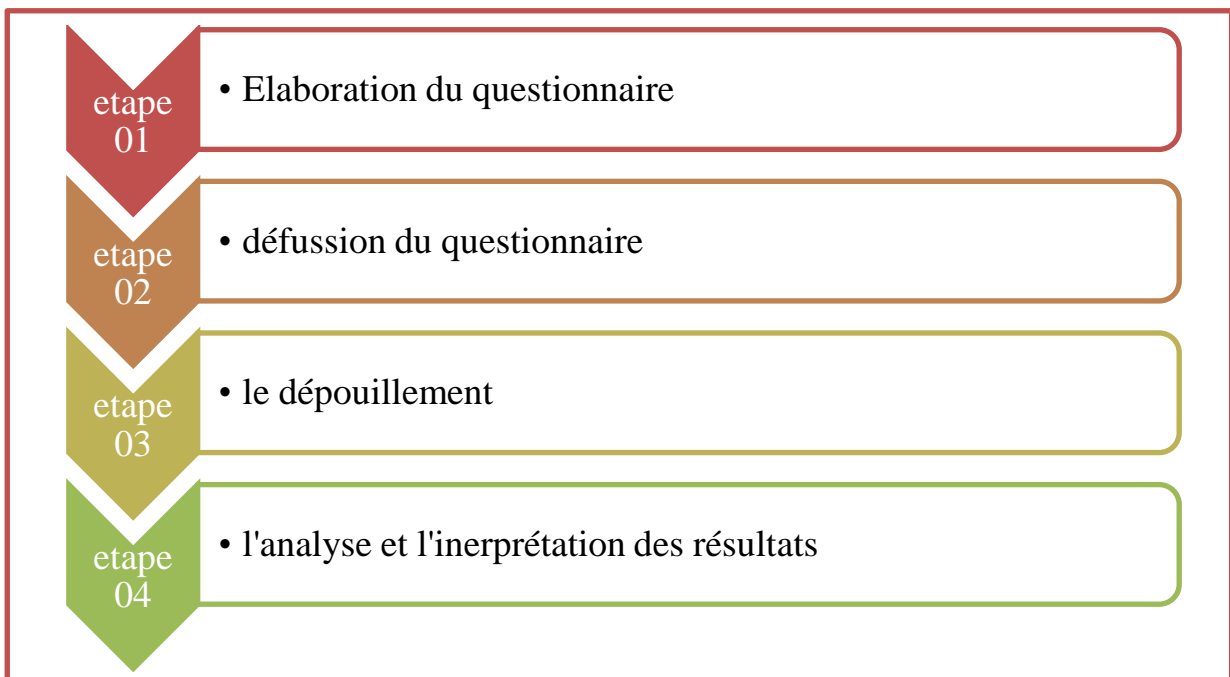 etape
01
• Elaboration du questionnaire
etape
02
• défussion du questionnaire
etape
03
• le dépouillement
etape
04
• l'analyse et l'inerprétation des résultats